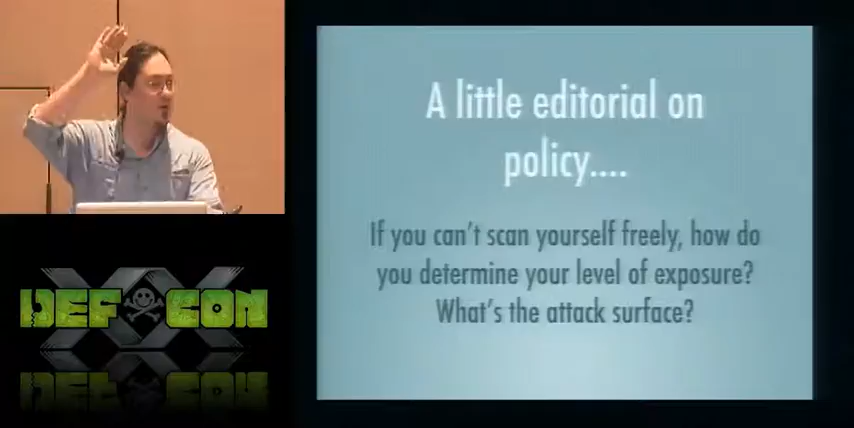 A little editorial on
policy....
If you can't scan yourself freely, how do
you determine your level of exposure?
What's the attack surface?
XX
DEF CON